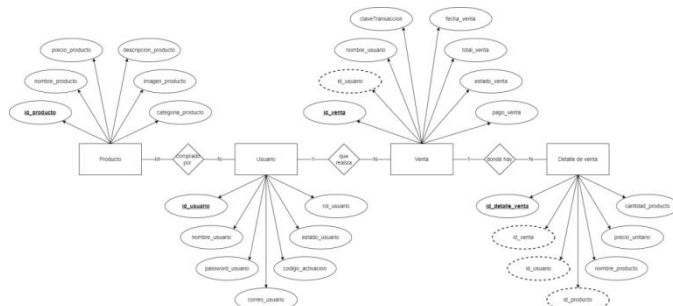 claveTransaccion
fecha_venta
precio_producto
descripcion_producto
nombre_usuario
total_venta
nombre_producto
imagen_producto
id_usuario
estado_venta
id_producto
categoria_producto
id_venta
pago_venta
Producto
M
comprado por
N
Usuario
1
que realiza
N
Venta
1
donde hay
N
Detalle de venta
id_usuario
rol_usuario
id_detalle_venta
cantidad_producto
nombre_usuario
estado_usuario
id_venta
precio_unitario
password_usuario
codigo_activacion
id_usuario
nombre_producto
correo_usuario
id_producto